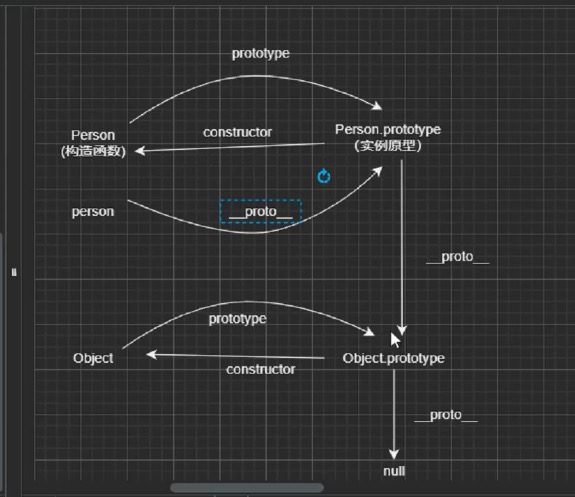 prototype
Person
(构造函数)
constructor
Person.prototype
(实例原型)
person
__proto__
__proto__
prototype
Object
constructor
Object.prototype
__proto__
null